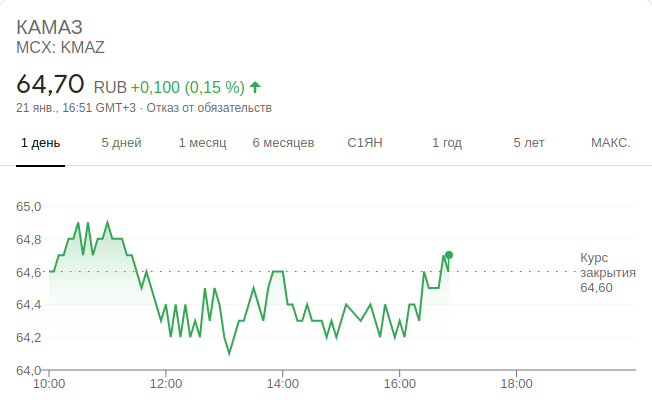 КАМАЗ
MCX: KMAZ
64,70 RUB +0,100 (0,15 %)
21 янв., 16:51 GMT+3 · Отказ от обязательств
1 день 5 дней 1 месяц 6 месяцев С1ЯН 1 год 5 лет МАКС.
65,0
64,8
64,6
64,4
64,2
64,0
Курс
закрытия
64,60
10:00 12:00 14:00 16:00 18:00